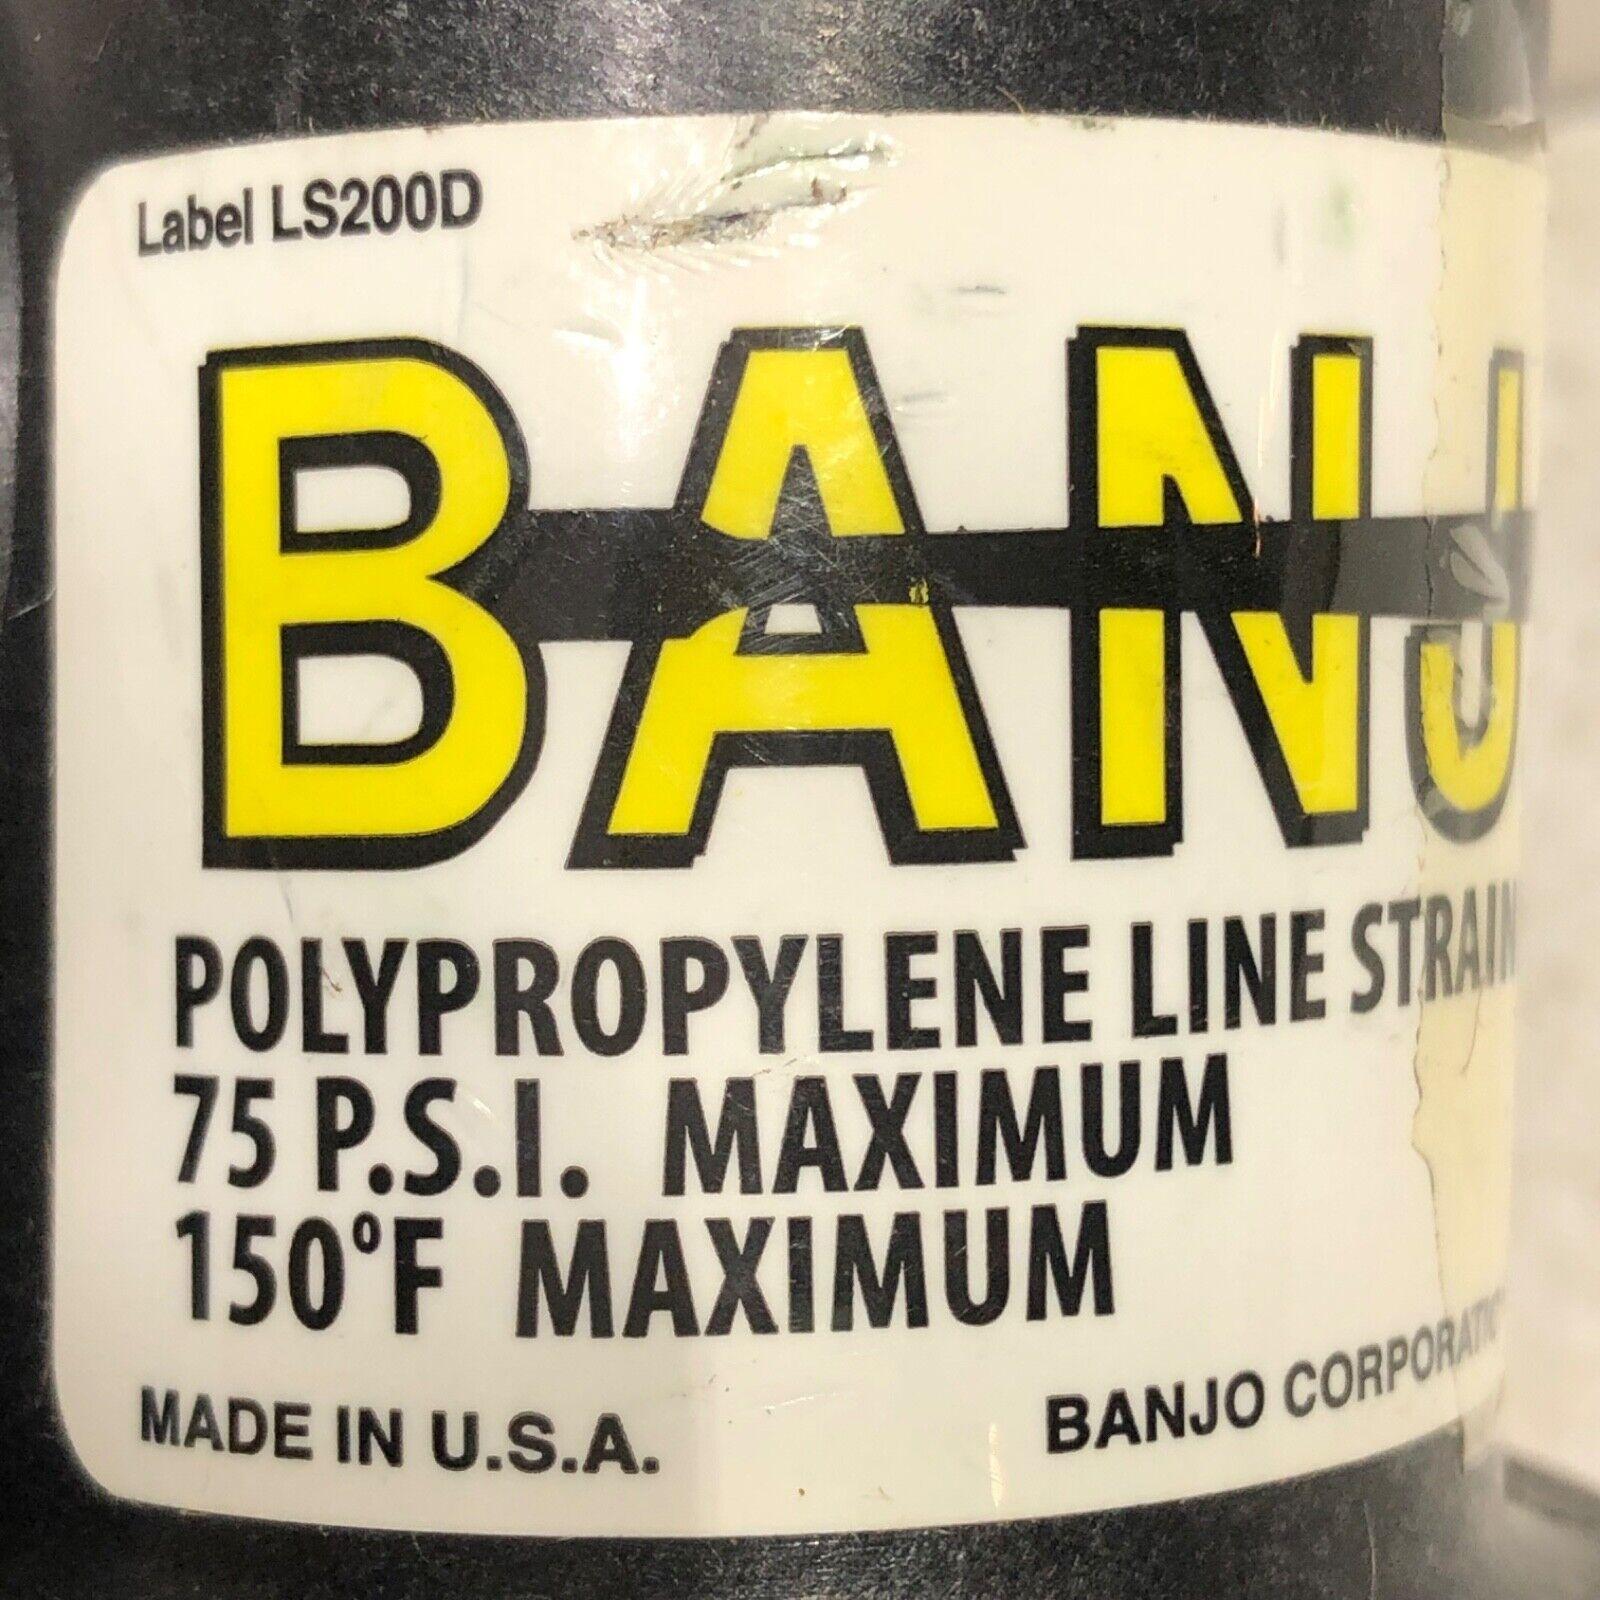 Label LS200D
BANJ
POLYPROPYLENE LINE STRAIN
75 P.S.I. MAXIMUM
150°F MAXIMUM
MADE IN U.S.A.
BANJO CORPORATIO